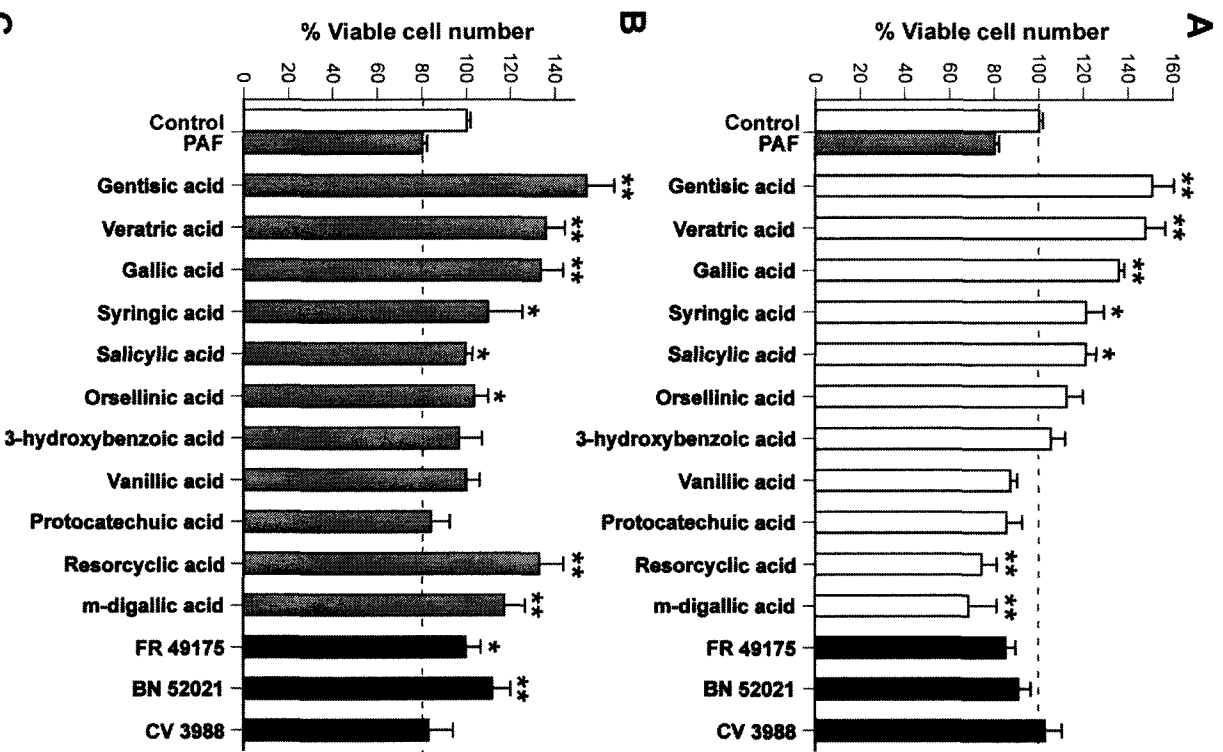 A
% Viable cell number
0 20 40 60 80 100 120 140 160
Control
PAF
Gentisic acid **
Veratric acid **
Gallic acid **
Syringic acid *
Salicylic acid *
Orsellinic acid
3-hydroxybenzoic acid
Vanillic acid
Protocatechuic acid
Resorcyclic acid **
m-digallic acid **
FR 49175
BN 52021
CV 3988
B
% Viable cell number
0 20 40 60 80 100 120 140
Control
PAF
Gentisic acid **
Veratric acid **
Gallic acid **
Syringic acid *
Salicylic acid *
Orsellinic acid *
3-hydroxybenzoic acid
Vanillic acid
Protocatechuic acid
Resorcyclic acid **
m-digallic acid **
FR 49175 *
BN 52021 **
CV 3988